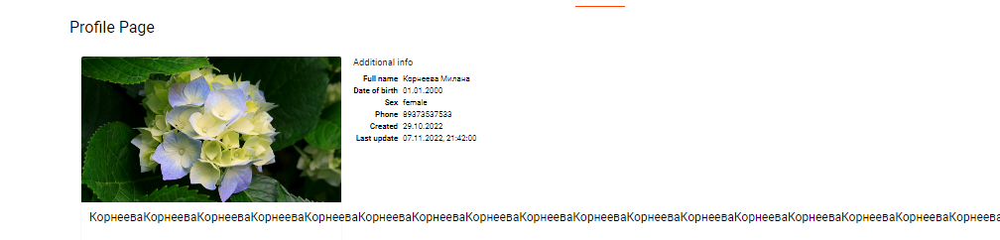 Profile Page
Additional info
Full name Корнеева Милана
Date of birth 01.01.2000
Sex female
Phone 89373537533
Created 29.10.2022
Last update 07.11.2022, 21:42:00
КорнееваКорнееваКорнееваКорнееваКорнееваКорнееваКорнееваКорнееваКорнееваКорнееваКорнееваКорнееваКорнееваКорнееваКорнееваКорнееваКорнеева